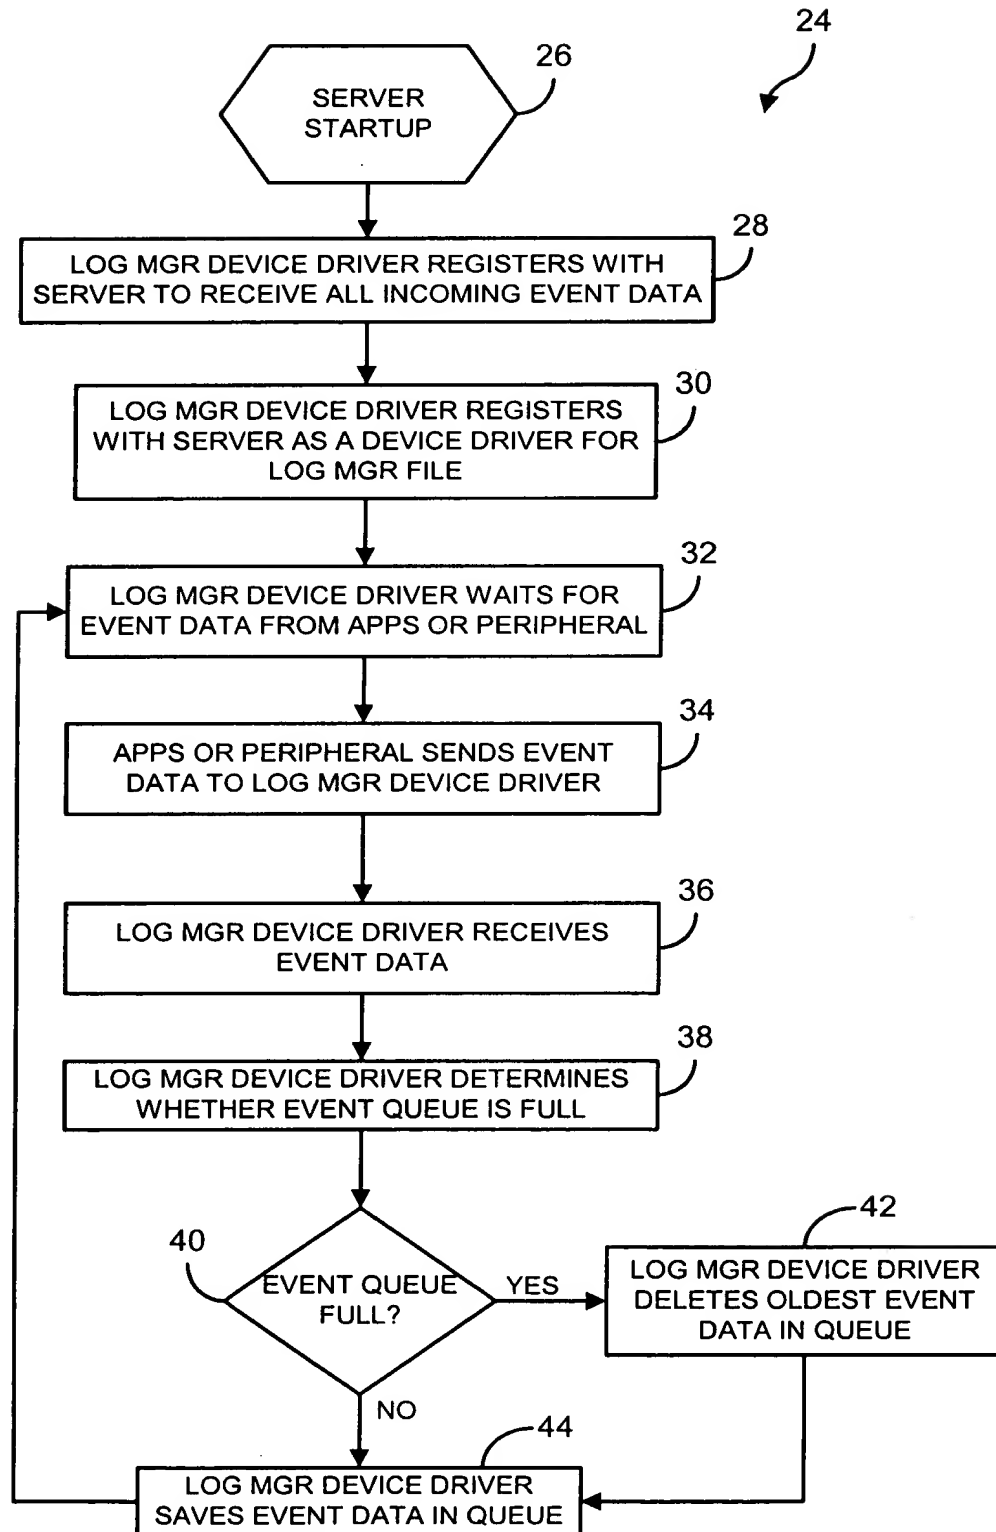 24
26
SERVER
STARTUP
28
LOG MGR DEVICE DRIVER REGISTERS WITH
SERVER TO RECEIVE ALL INCOMING EVENT DATA
30
LOG MGR DEVICE DRIVER REGISTERS
WITH SERVER AS A DEVICE DRIVER FOR
LOG MGR FILE
32
LOG MGR DEVICE DRIVER WAITS FOR
EVENT DATA FROM APPS OR PERIPHERAL
34
APPS OR PERIPHERAL SENDS EVENT
DATA TO LOG MGR DEVICE DRIVER
36
LOG MGR DEVICE DRIVER RECEIVES
EVENT DATA
38
LOG MGR DEVICE DRIVER DETERMINES
WHETHER EVENT QUEUE IS FULL
40
EVENT QUEUE
FULL?
YES
42
LOG MGR DEVICE DRIVER
DELETES OLDEST EVENT
DATA IN QUEUE
NO
44
LOG MGR DEVICE DRIVER
SAVES EVENT DATA IN QUEUE